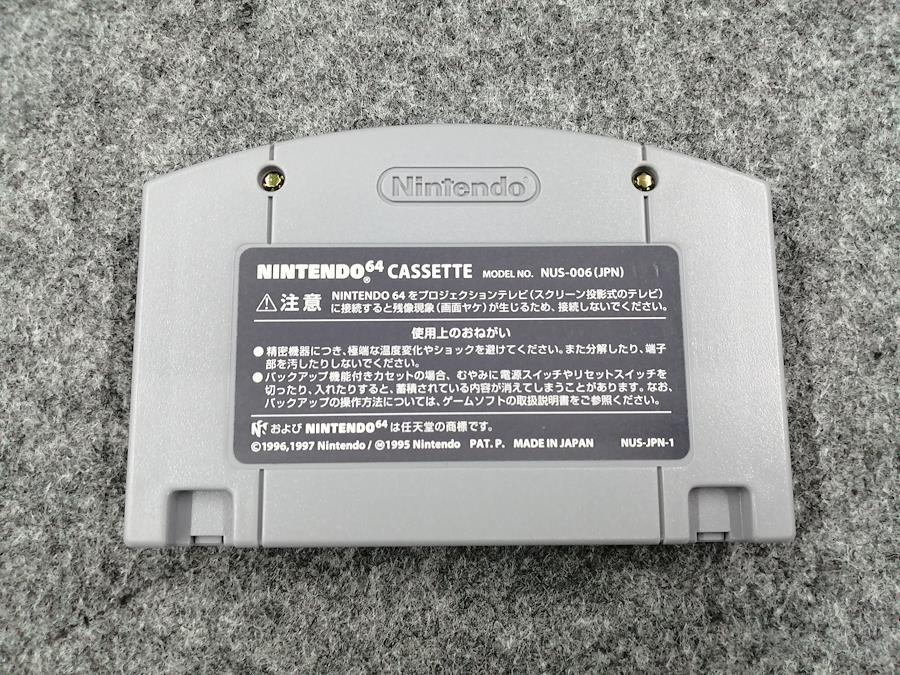 Nintendo®
NINTENDO64® CASSETTE MODEL NO. NUS-006(JPN)
⚠注意 NINTENDO 64をプロジェクションテレビ(スクリーン投影式のテレビ)
に接続すると残像現象(画面ヤケ)が生じるため、接続しないでください。
使用上のおねがい
●精密機器につき、極端な温度変化やショックを避けてください。また分解したり、端子
部を汚したりしないでください。
●バックアップ機能付きカセットの場合、むやみに電源スイッチやリセットスイッチを
切ったり、入れたりすると、蓄積されている内容が消えてしまうことがあります。なお、
バックアップの操作方法については、ゲームソフトの取扱説明書をご参照ください。
および NINTENDO64 は任天堂の商標です。
©1996,1997 Nintendo/Ⓜ1995 Nintendo PAT. P. MADE IN JAPAN NUS-JPN-1